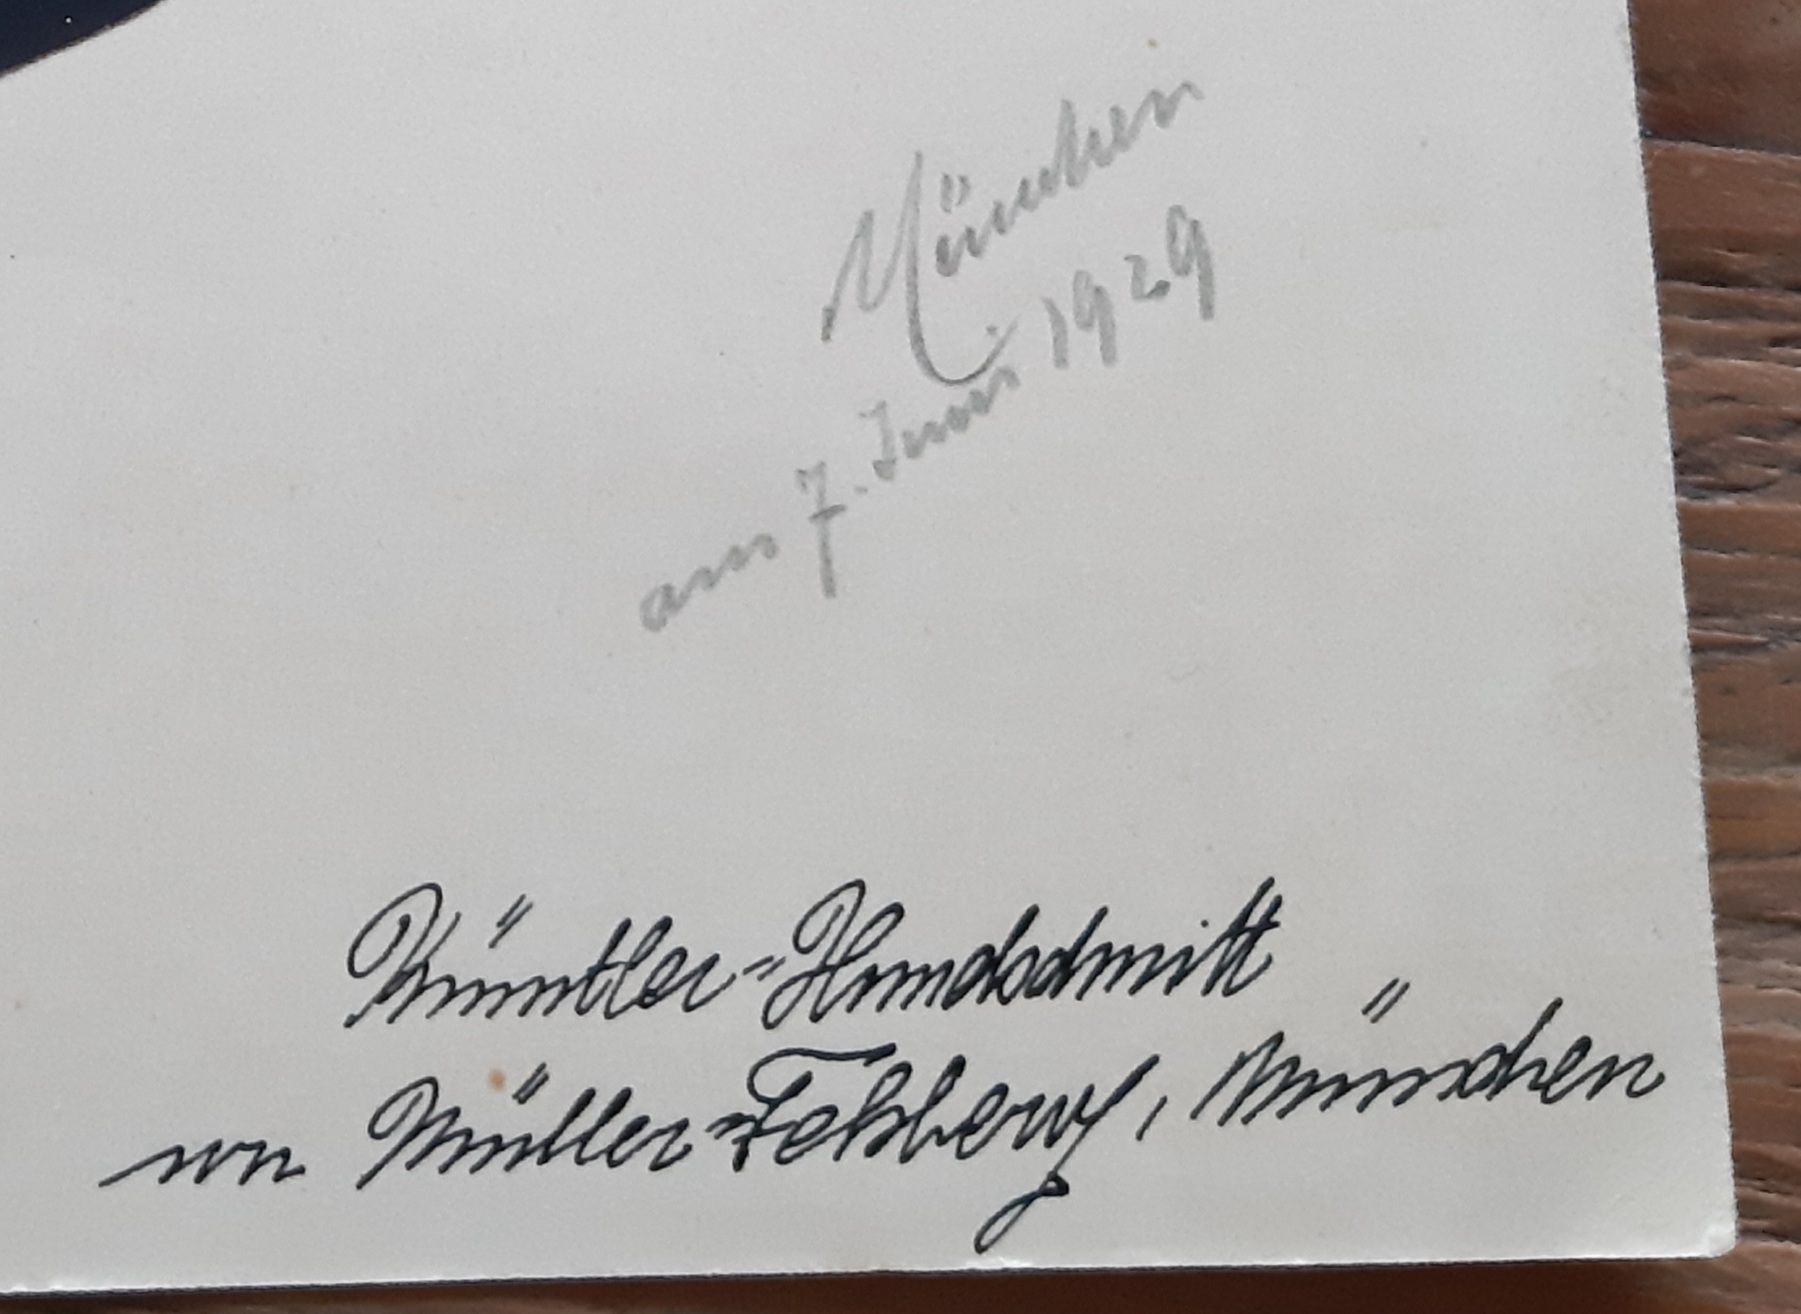 München
am 7. Juni 1929
Künstler=Handschnitt
von Müller=Felsberg, München